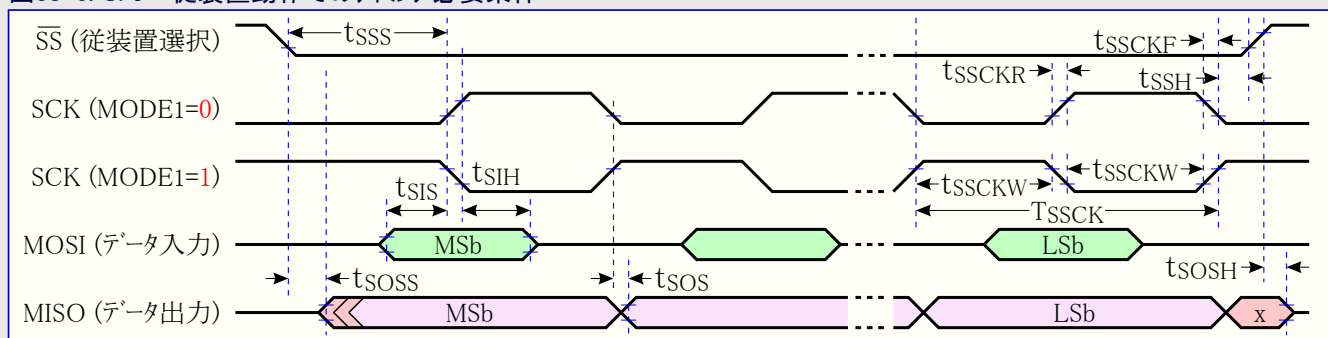 SS (従装置選択)
tSSS
tSSCKF
tSSCKR
tSSH
SCK (MODE1=0)
SCK (MODE1=1)
tSIS
tSIH
tSSCKW
tSSCKW
TSSCK
MOSI (データ入力)
MSb
LSb
tSOSS
tSOS
tSOSH
MISO (データ出力)
MSb
LSb
x